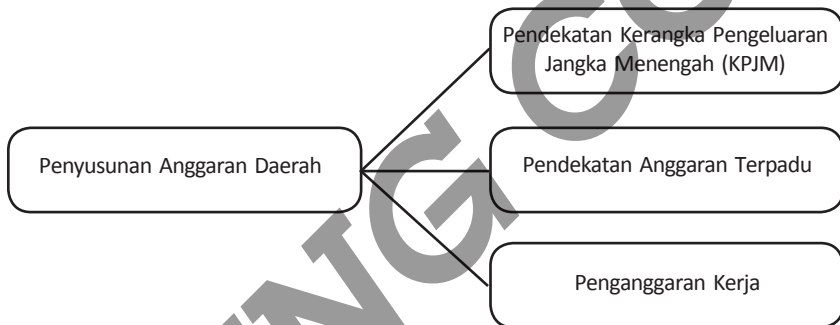 Pendekatan Kerangka Pengeluaran
Jangka Menengah (KPJM)
Penyusunan Anggaran Daerah
Pendekatan Anggaran Terpadu
Penganggaran Kerja